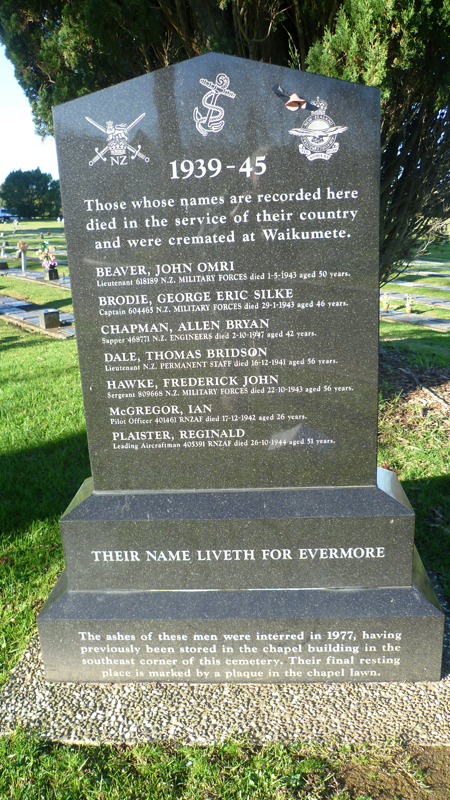 NZ
1939-45
Those whose names are recorded here
died in the service of their country
and were cremated at Waikumete.
BEAVER, JOHN OMRI
Lieutenant 618189 N.Z. MILITARY FORCES died 1-5-1943 aged 50 years.
BRODIE, GEORGE ERIC SILKE
Captain 604465 N.Z. MILITARY FORCES died 29-1-1943 aged 46 years.
CHAPMAN, ALLEN BRYAN
Sapper 468771 N.Z. ENGINEERS died 2-10-1947 aged 42 years.
DALE, THOMAS BRIDSON
Lieutenant N.Z. PERMANENT STAFF died 16-12-1941 aged 56 years.
HAWKE, FREDERICK JOHN
Sergeant 809668 N.Z. MILITARY FORCES died 22-10-1943 aged 56 years.
McGREGOR, IAN
Pilot Officer 401461 RNZAF died 17-12-1942 aged 26 years.
PLAISTER, REGINALD
Leading Aircraftman 405391 RNZAF died 26-10-1944 aged 51 years.
THEIR NAME LIVETH FOR EVERMORE
The ashes of these men were interred in 1977, having
previously been stored in the chapel building in the
southeast corner of this cemetery. Their final resting
place is marked by a plaque in the chapel lawn.